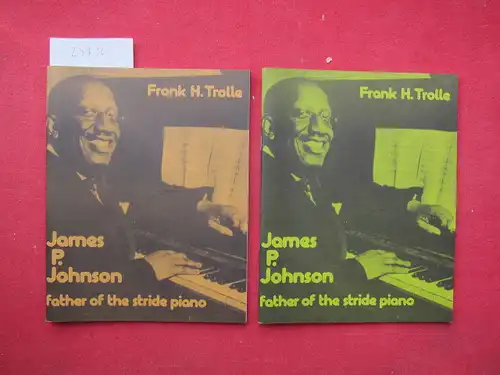 Frank H. Trolle
James
P.
Johnson
father of the stride piano
Frank H. Trolle
James
P.
Johnson
father of the stride piano